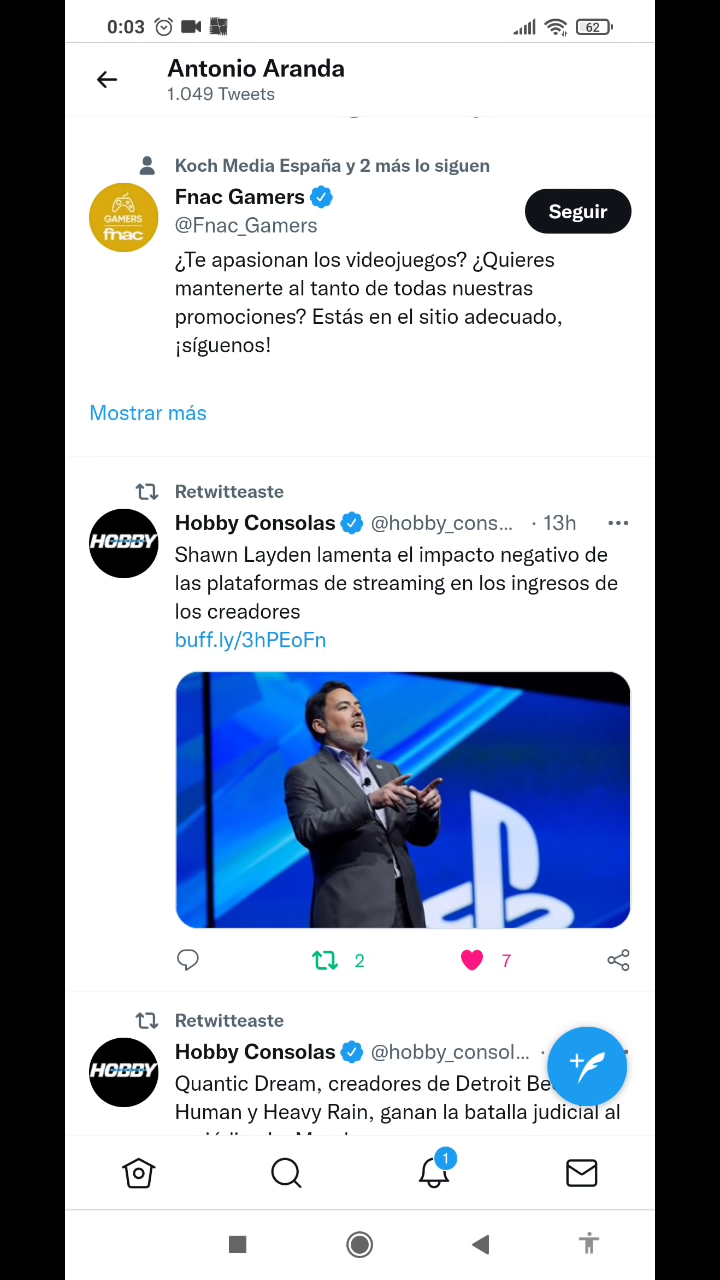 0:03
62
Antonio Aranda
1.049 Tweets
Koch Media España y 2 más lo siguen
Fnac Gamers
@Fnac_Gamers
Seguir
GAMERS
fnac
¿Te apasionan los videojuegos? ¿Quieres
mantenerte al tanto de todas nuestras
promociones? Estás en el sitio adecuado,
¡síguenos!
Mostrar más
Retwitteaste
HOBBY
Hobby Consolas @hobby_cons... · 13h
Shawn Layden lamenta el impacto negativo de
las plataformas de streaming en los ingresos de
los creadores
buff.ly/3hPEoFn
2
7
Retwitteaste
HOBBY
Hobby Consolas @hobby_consol... ·
Quantic Dream, creadores de Detroit
Human y Heavy Rain, ganan la batalla judicial al
1